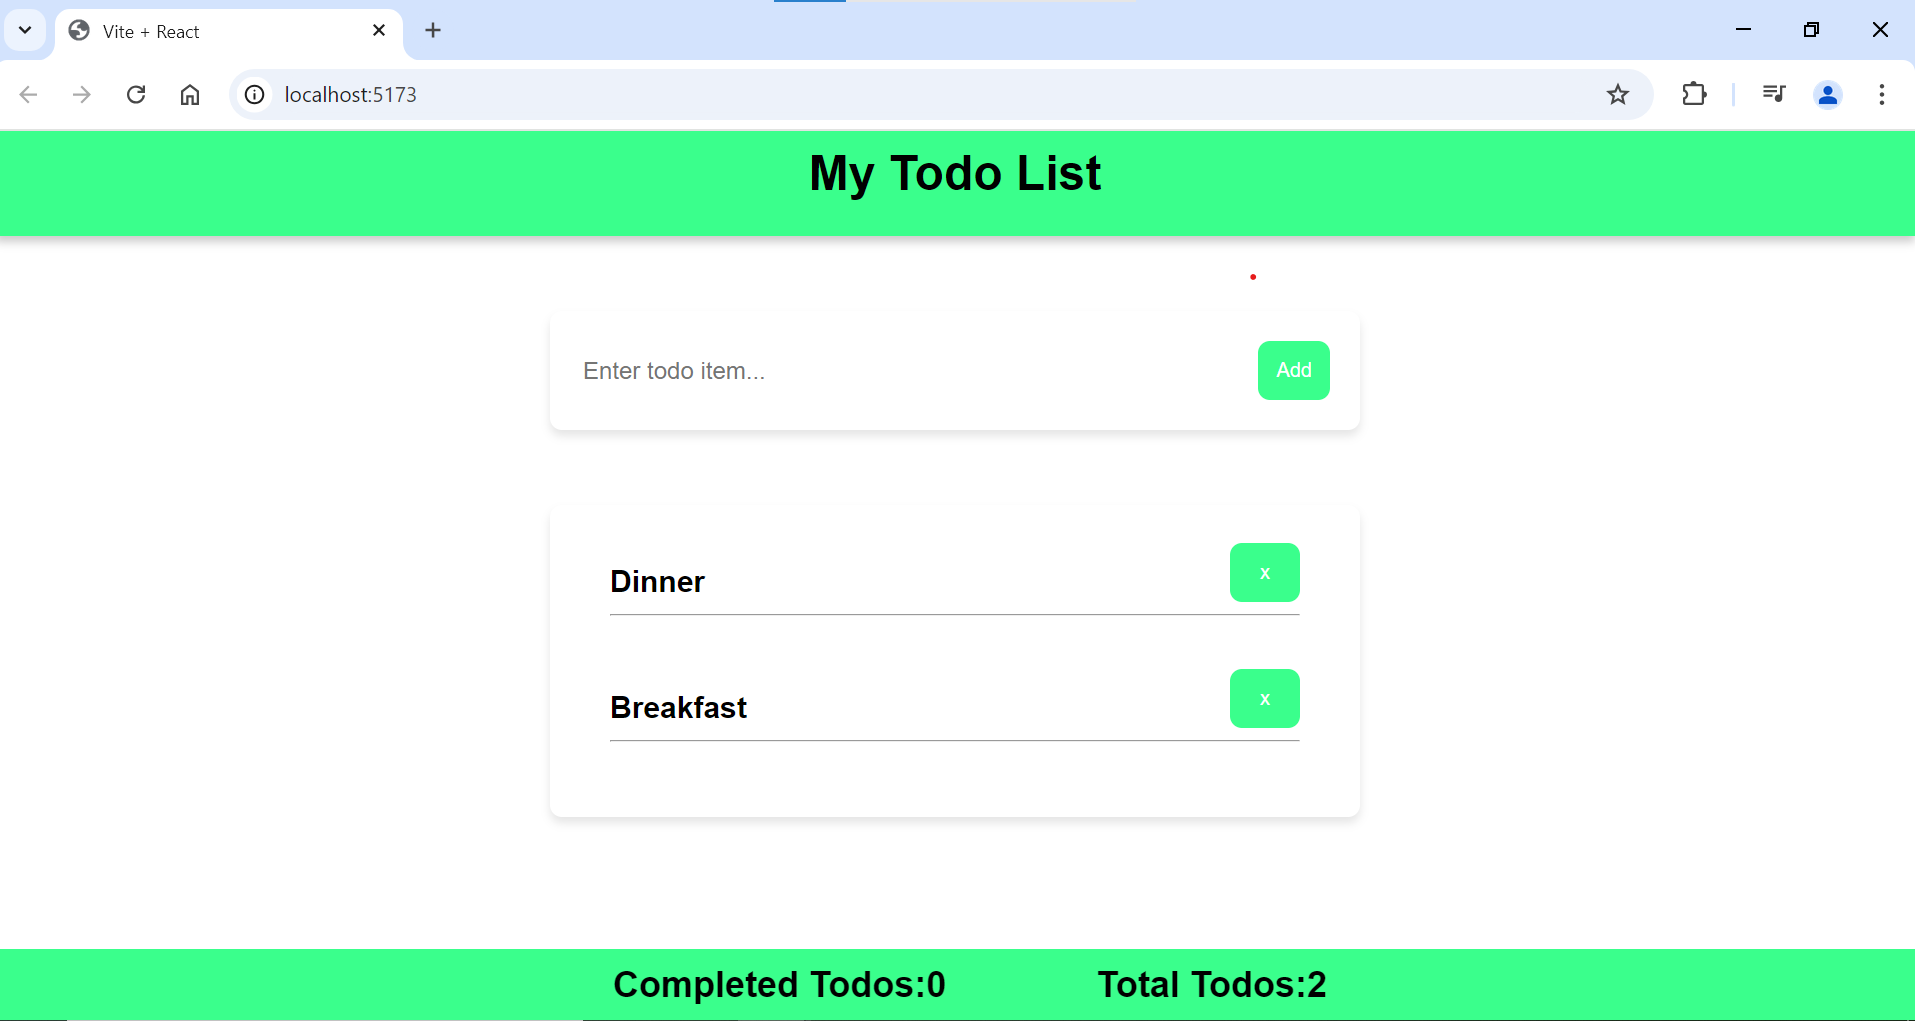 Vite + React
localhost:5173
My Todo List
Enter todo item...
Add
Dinner
x
Breakfast
x
Completed Todos:0 Total Todos:2